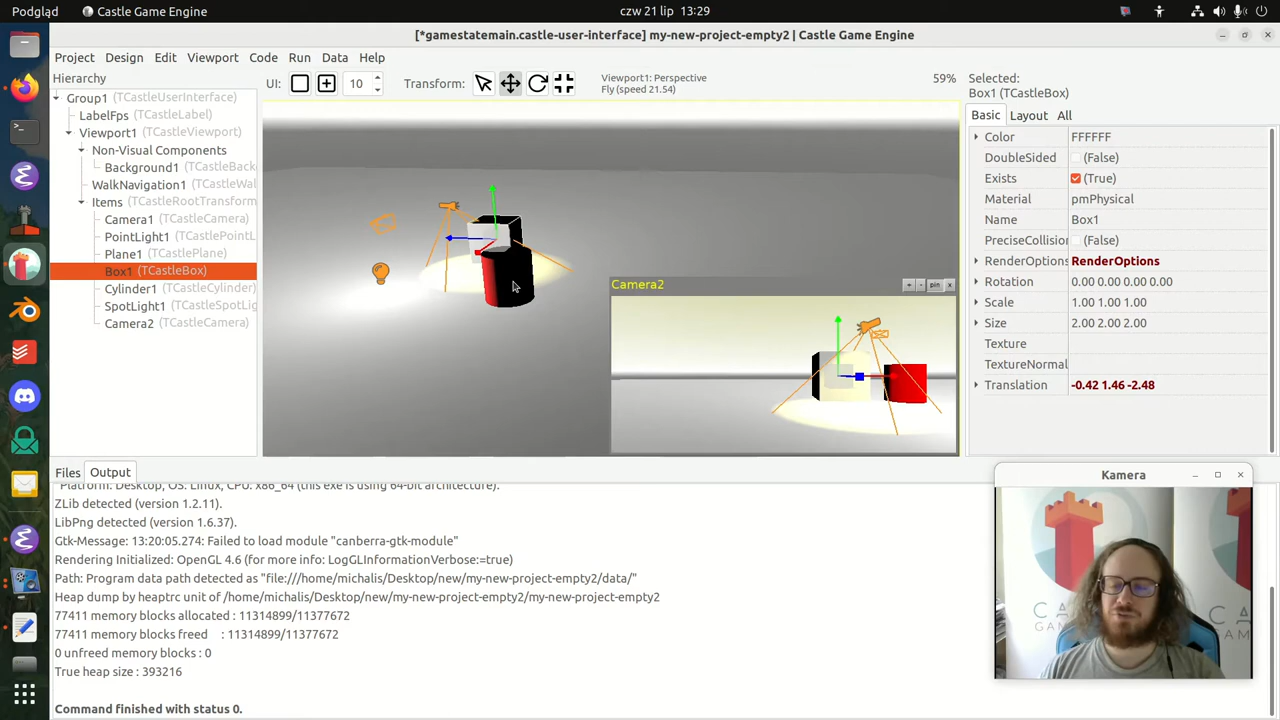 Podgląd
Castle Game Engine
czw 21 lip 13:29
[*gamestatemain.castle-user-interface] my-new-project-empty2 | Castle Game Engine
Project Design Edit Viewport Code Run Data Help
Hierarchy
UI: 10
Transform:
Viewport1: Perspective
Fly (speed 21.54)
59%
Selected:
Box1 (TCastleBox)
Group1 (TCastleUserInterface)
LabelFps (TCastleLabel)
Viewport1 (TCastleViewport)
Non-Visual Components
Background1 (TCastleBack
WalkNavigation1 (TCastleWal
Items (TCastleRootTransform
Camera1 (TCastleCamera)
PointLight1 (TCastlePointL
Plane1 (TCastlePlane)
Box1 (TCastleBox)
Cylinder1 (TCastleCylinder)
SpotLight1 (TCastleSpotLig
Camera2 (TCastleCamera)
Camera2
pin
x
Basic Layout All
Color FFFFFF
DoubleSided (False)
Exists (True)
Material pmPhysical
Name Box1
PreciseCollision (False)
RenderOptions RenderOptions
Rotation 0.00 0.00 0.00 0.00
Scale 1.00 1.00 1.00
Size 2.00 2.00 2.00
Texture
TextureNormal
Translation -0.42 1.46 -2.48
Files Output
Platform: Desktop, OS: Linux, CPU: x86_64 (this exe is using 64-bit architecture).
ZLib detected (version 1.2.11).
LibPng detected (version 1.6.37).
Gtk-Message: 13:20:05.274: Failed to load module "canberra-gtk-module"
Rendering Initialized: OpenGL 4.6 (for more info: LogGLInformationVerbose:=true)
Path: Program data path detected as "file:///home/michalis/Desktop/new/my-new-project-empty2/data/"
Heap dump by heaptrc unit of /home/michalis/Desktop/new/my-new-project-empty2/my-new-project-empty2
77411 memory blocks allocated : 11314899/11377672
77411 memory blocks freed : 11314899/11377672
0 unfreed memory blocks : 0
True heap size : 393216
Command finished with status 0.
Kamera